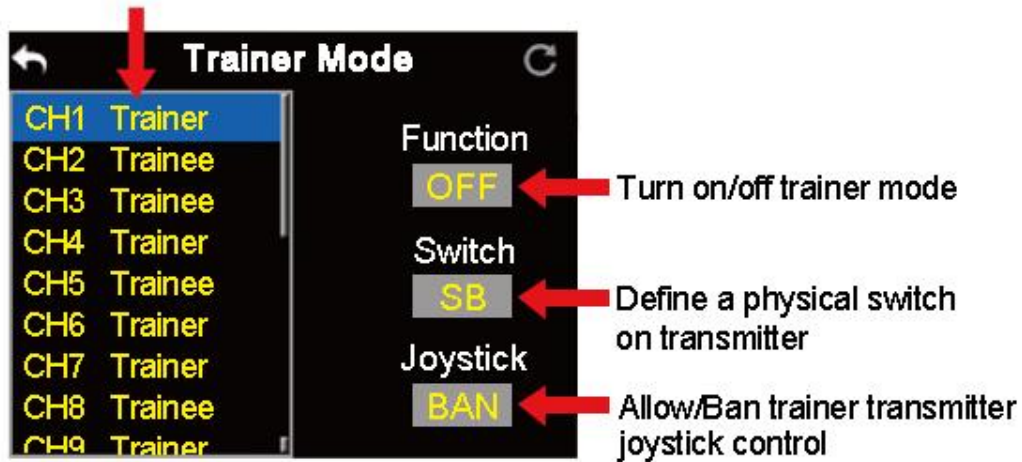 Trainer Mode
CH1 Trainer
CH2 Trainee
CH3 Trainee
CH4 Trainer
CH5 Trainee
CH6 Trainer
CH7 Trainer
CH8 Trainee
CH9 Trainer
Function
OFF
Turn on/off trainer mode
Switch
SB
Define a physical switch
on transmitter
Joystick
BAN
Allow/Ban trainer transmitter
joystick control